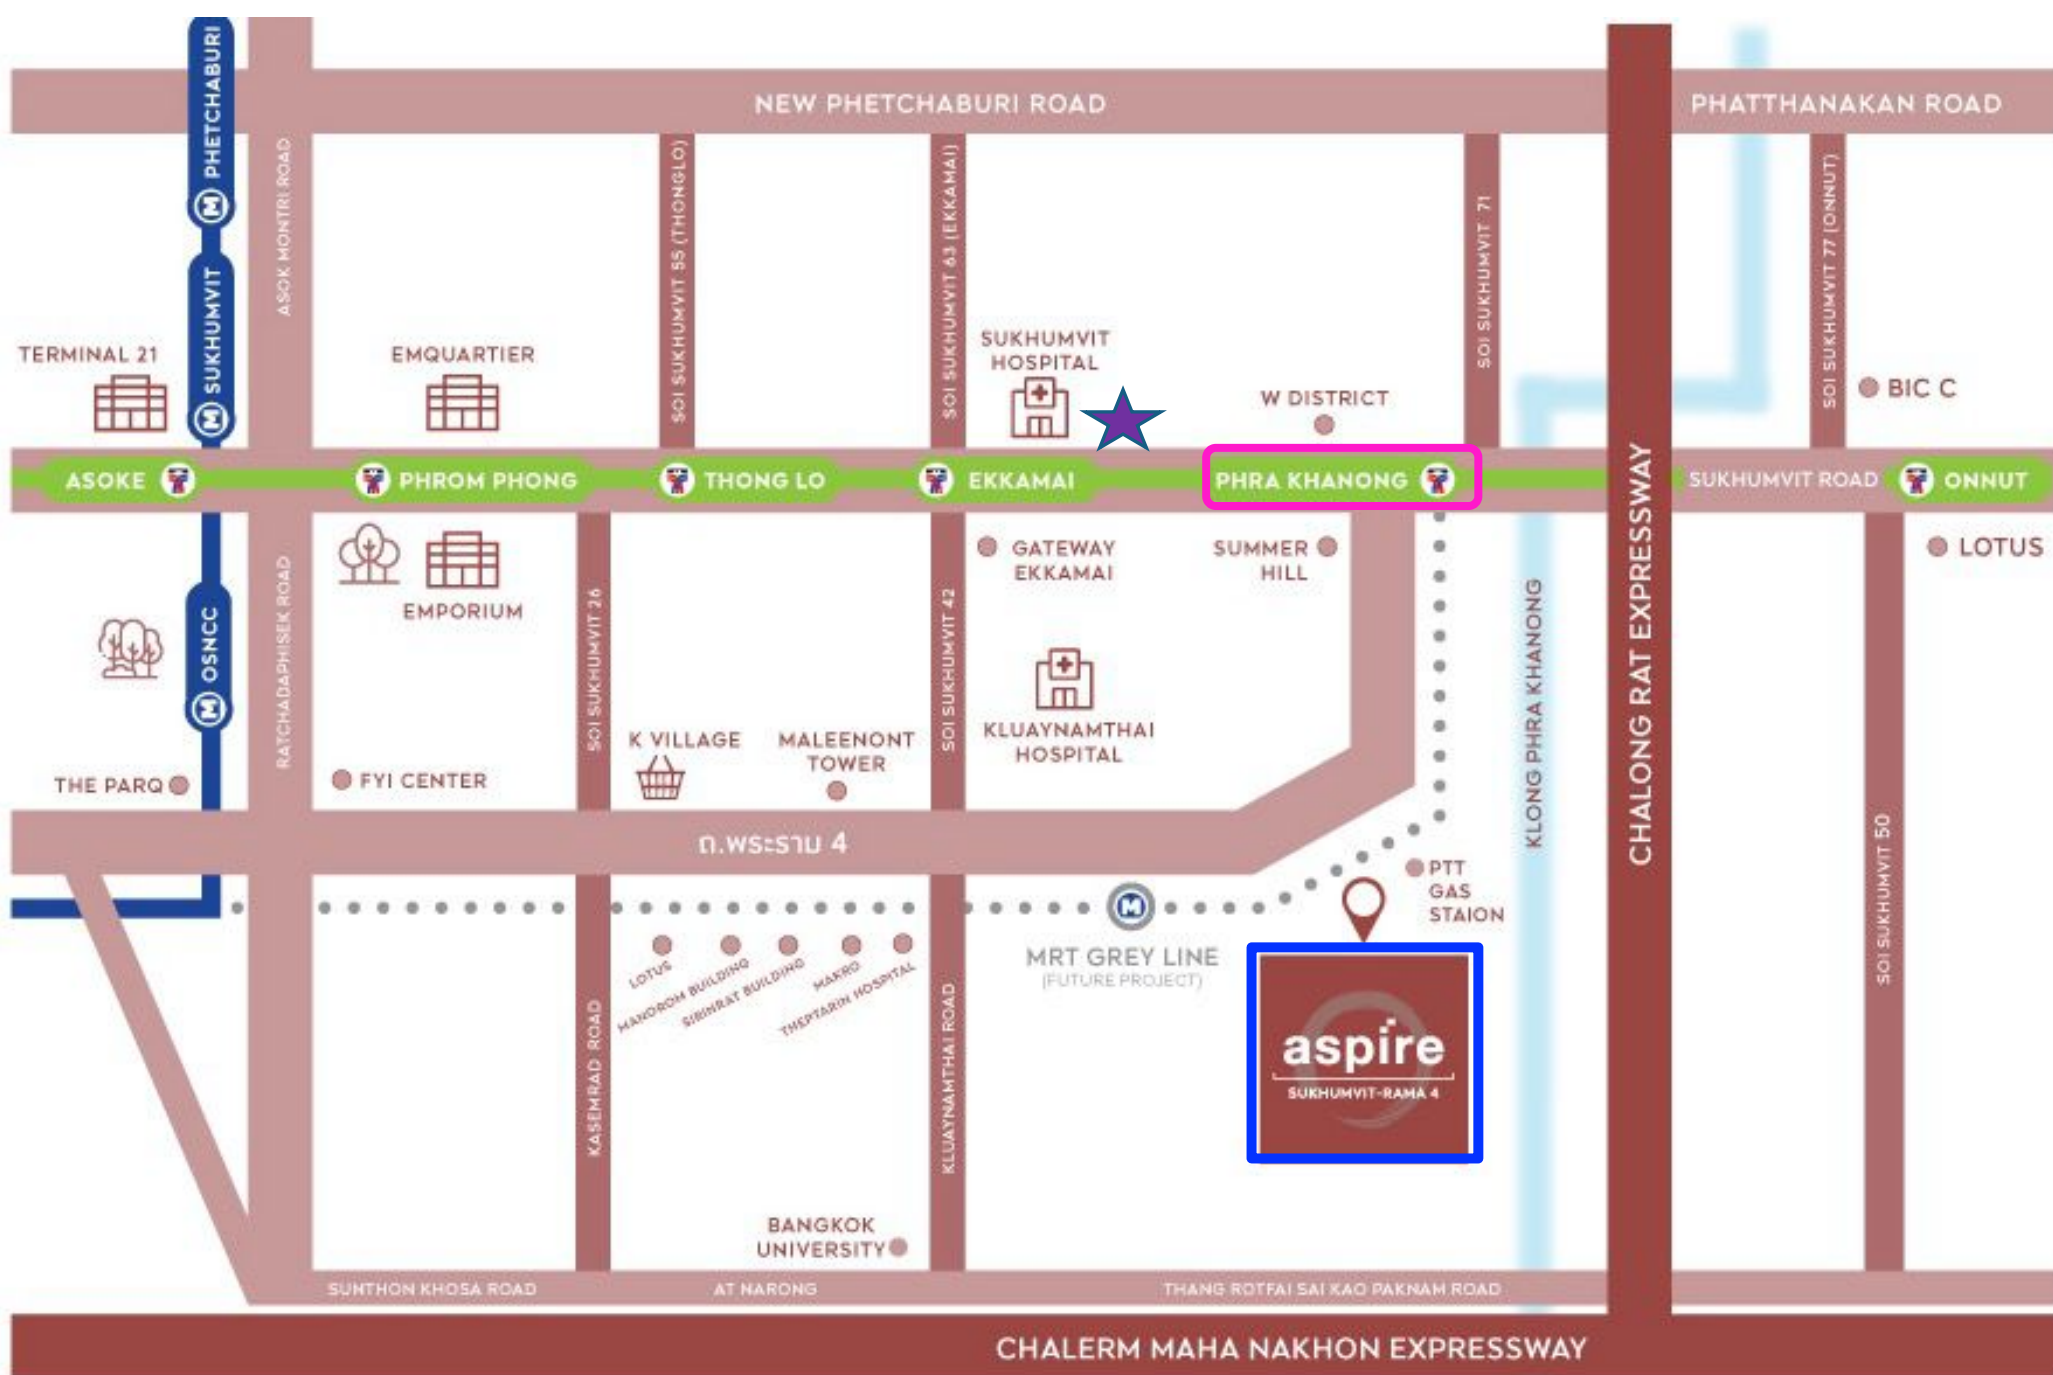 PHETCHABURI
NEW PHETCHABURI ROAD
PHATTHANAKAN ROAD
ASOK MONTRI ROAD
SOI SUKHUMVIT 55 (THONGLO)
SOI SUKHUMVIT 63 (EKKAMAI)
SOI SUKHUMVIT 71
SOI SUKHUMVIT 77 (ONNUT)
SUKHUMVIT
TERMINAL 21
EMQUARTIER
SUKHUMVIT
HOSPITAL
W DISTRICT
BIC C
ASOKE
PHROM PHONG
THONG LO
EKKAMAI
PHRA KHANONG
SUKHUMVIT ROAD
ONNUT
GATEWAY
EKKAMAI
SUMMER
HILL
LOTUS
EMPORIUM
QSNCC
RATCHADAPHISEK ROAD
SOI SUKHUMVIT 26
SOI SUKHUMVIT 42
KLONG PHRA KHANONG
CHALONG RAT EXPRESSWAY
K VILLAGE
MALEENONT
TOWER
KLUAYNAMTHAI
HOSPITAL
THE PARQ
FYI CENTER
ถ.พระราม 4
PTT
GAS
STAION
SOI SUKHUMVIT 50
MRT GREY LINE
(FUTURE PROJECT)
LOTUS
MANOROM BUILDING
SIRINRAT BUILDING
MAKRO
THEPTARIN HOSPITAL
KASEMRAD ROAD
KLUAYNAMTHAI ROAD
aspire
SUKHUMVIT-RAMA 4
BANGKOK
UNIVERSITY
SUNTHON KHOSA ROAD
AT NARONG
THANG ROTFAI SAI KAO PAKNAM ROAD
CHALERM MAHA NAKHON EXPRESSWAY